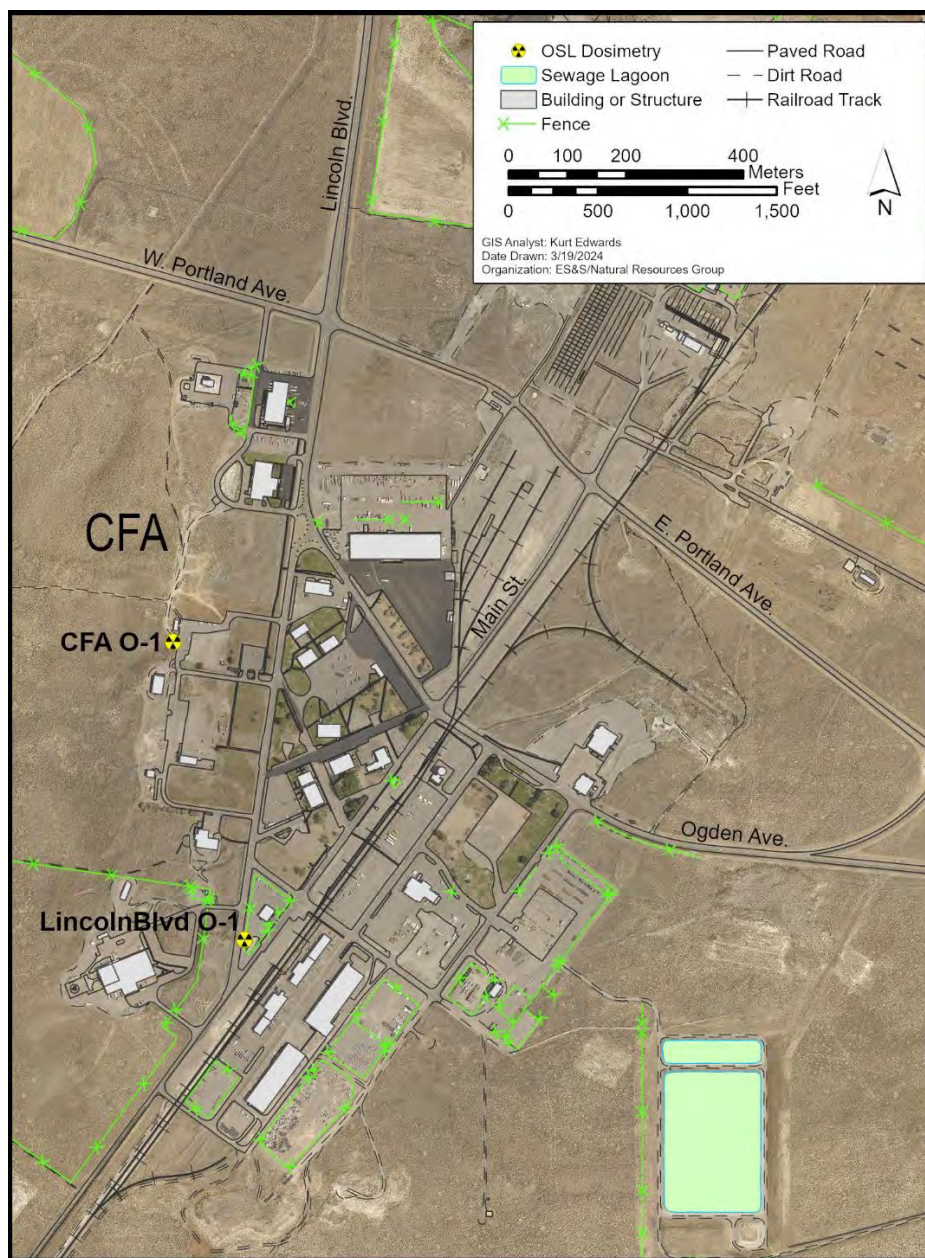 OSL Dosimetry
Sewage Lagoon
Building or Structure
Fence
Paved Road
Dirt Road
Railroad Track
0 100 200 400
Meters
Feet
0 500 1,000 1,500
N
GIS Analyst: Kurt Edwards
Date Drawn: 3/19/2024
Organization: ES&S/Natural Resources Group
Lincoln Blvd.
W. Portland Ave.
CFA
Main St.
E. Portland Ave.
CFA O-1
Ogden Ave.
LincolnBlvd O-1